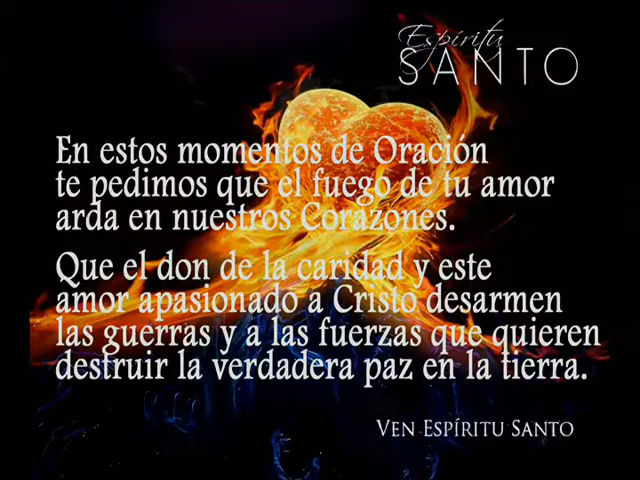 Espíritu
SANTO
En estos momentos de Oración
te pedimos que el fuego de tu amor
arda en nuestros Corazones.
Que el don de la caridad y este
amor apasionado a Cristo desarmen
las guerras y a las fuerzas que quieren
destruir la verdadera paz en la tierra.
VEN ESPÍRITU SANTO